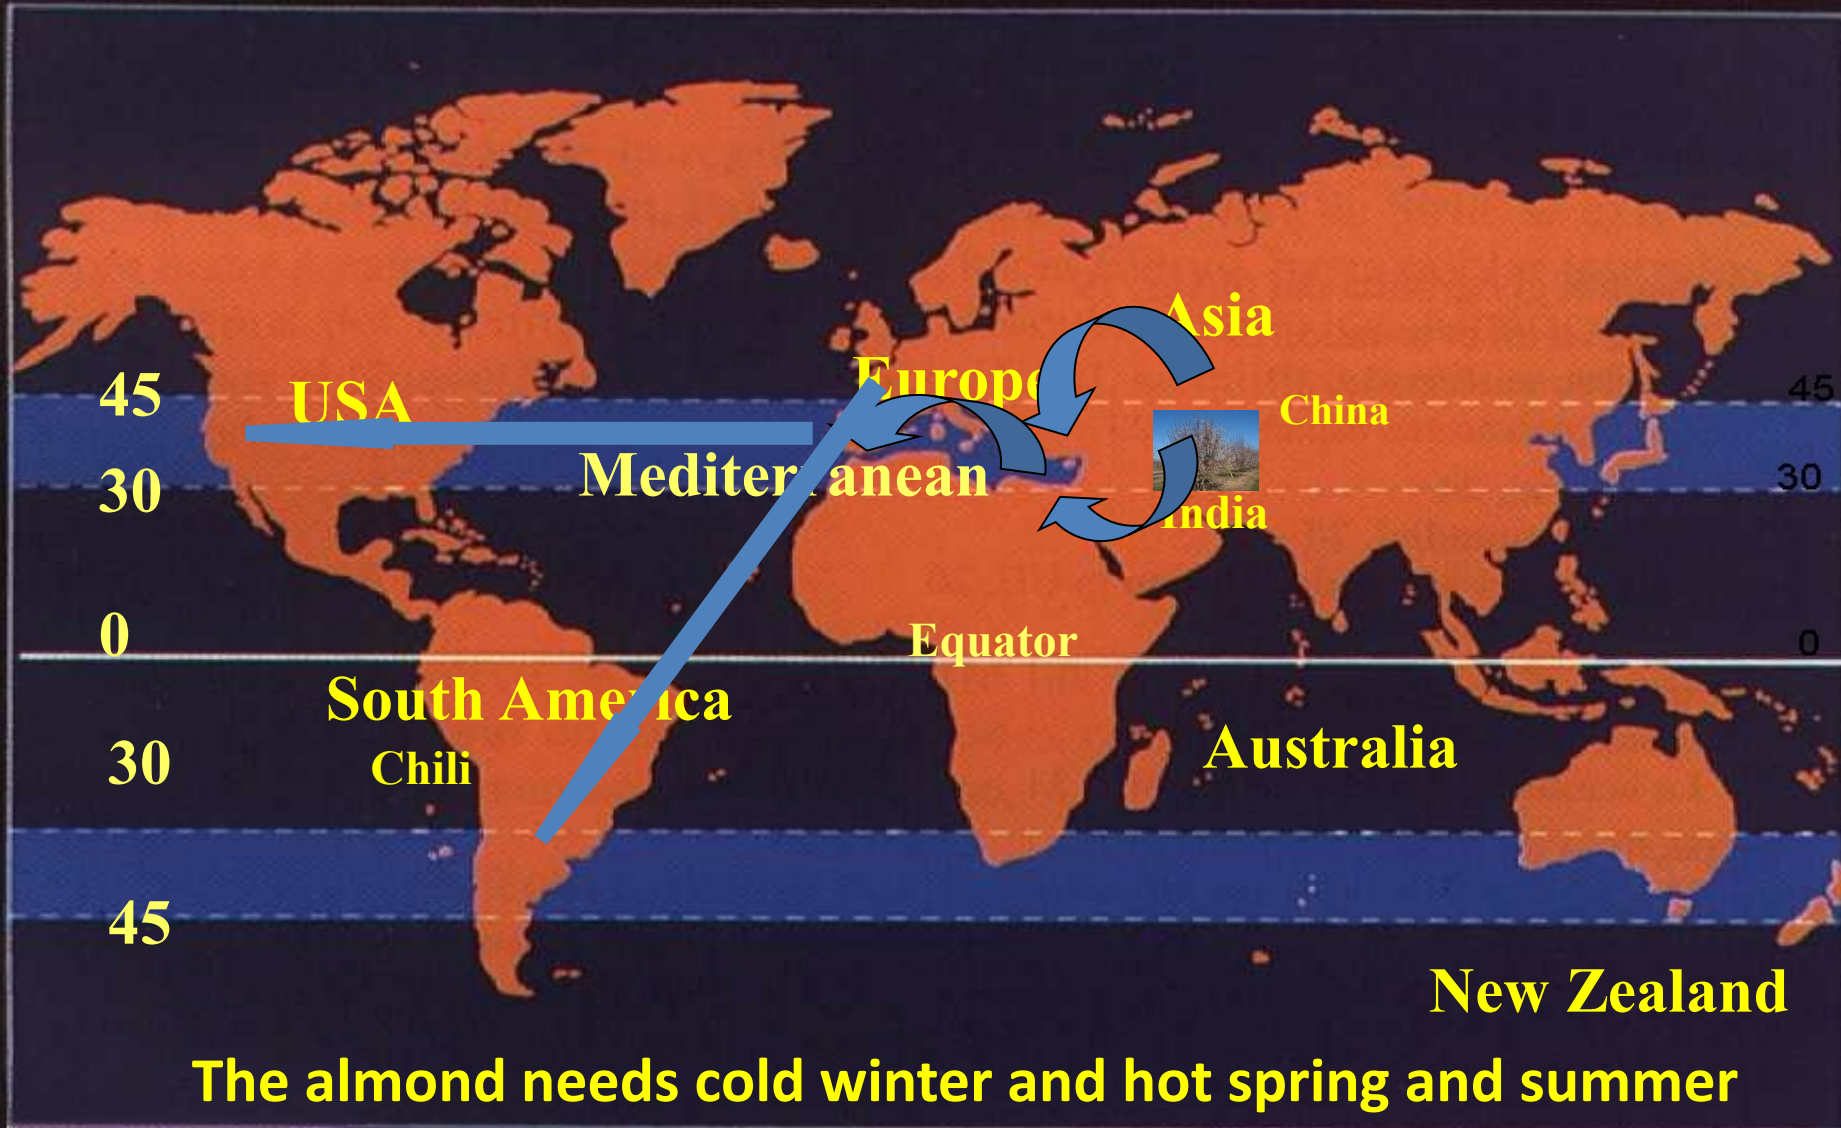 Asia
Europe
45
USA
China
45
Mediterranean
30
30
India
0
Equator
0
South America
Australia
30
Chili
45
New Zealand
The almond needs cold winter and hot spring and summer